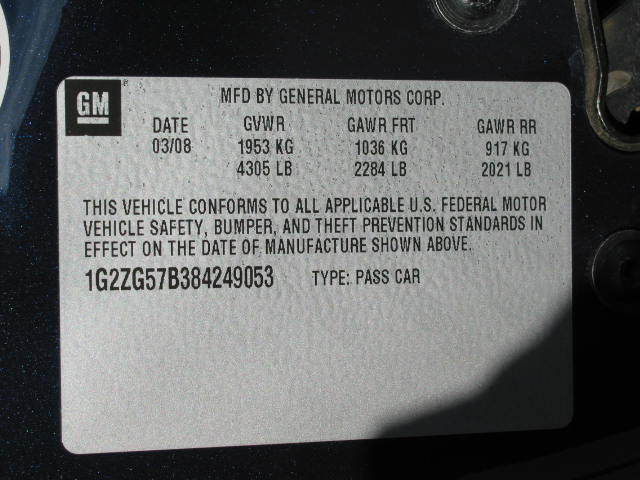 GM
MFD BY GENERAL MOTORS CORP.
DATE GVWR GAWR FRT GAWR RR
03/08 1953 KG 1036 KG 917 KG
4305 LB 2284 LB 2021 LB
THIS VEHICLE CONFORMS TO ALL APPLICABLE U.S. FEDERAL MOTOR
VEHICLE SAFETY, BUMPER, AND THEFT PREVENTION STANDARDS IN
EFFECT ON THE DATE OF MANUFACTURE SHOWN ABOVE.
1G2ZG57B384249053 TYPE: PASS CAR